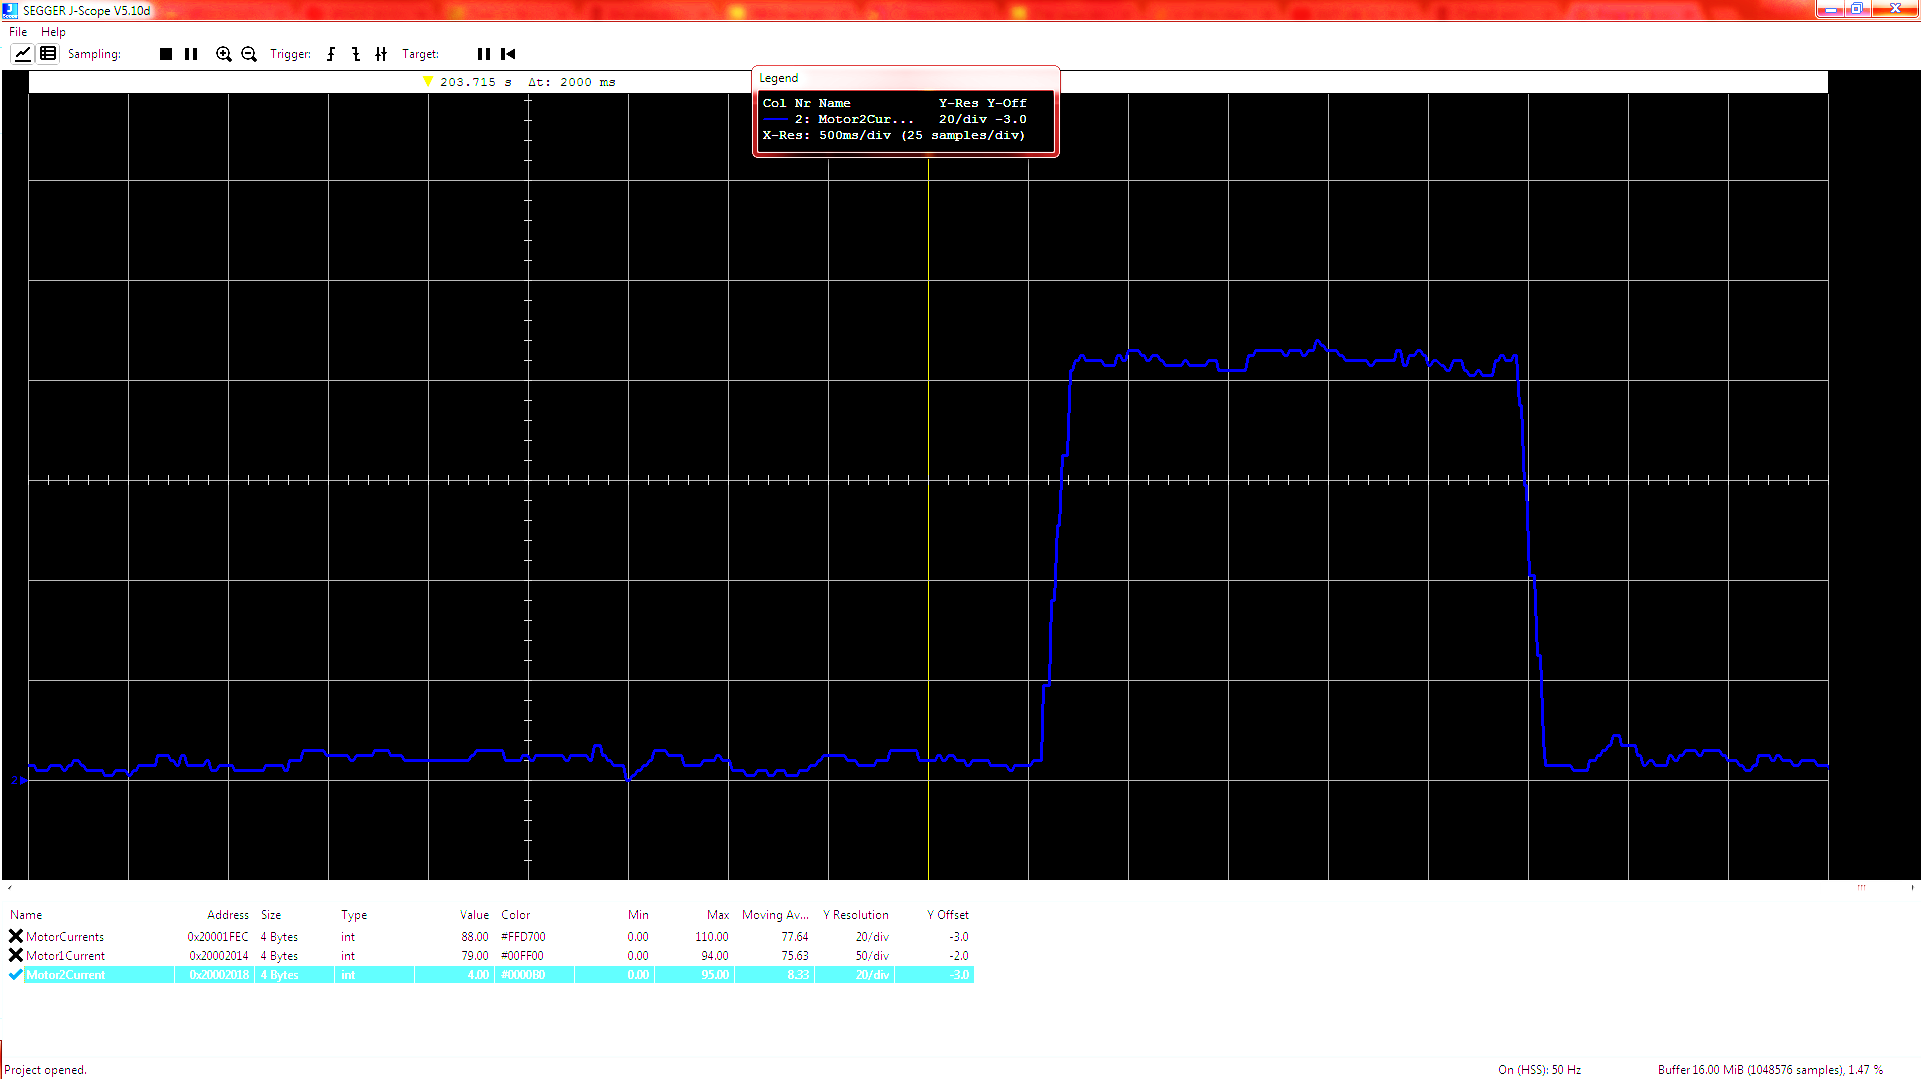 SEGGER J-Scope V5.10d
File Help
Sampling: Trigger: Target:
203.715 s Δt: 2000 ms
Legend
Col Nr Name Y-Res Y-Off
2: Motor2Cur... 20/div -3.0
X-Res: 500ms/div (25 samples/div)
2
Name Address Size Type Value Color Min Max Moving Av... Y Resolution Y Offset
MotorCurrents 0x20001FEC 4 Bytes int 88.00 #FFD700 0.00 110.00 77.64 20/div -3.0
Motor1Current 0x20002014 4 Bytes int 79.00 #00FF00 0.00 94.00 75.63 50/div -2.0
Motor2Current 0x20002018 4 Bytes int 4.00 #0000B0 0.00 95.00 8.33 20/div -3.0
Project opened. On (HSS): 50 Hz Buffer 16.00 MiB (1048576 samples), 1.47 %